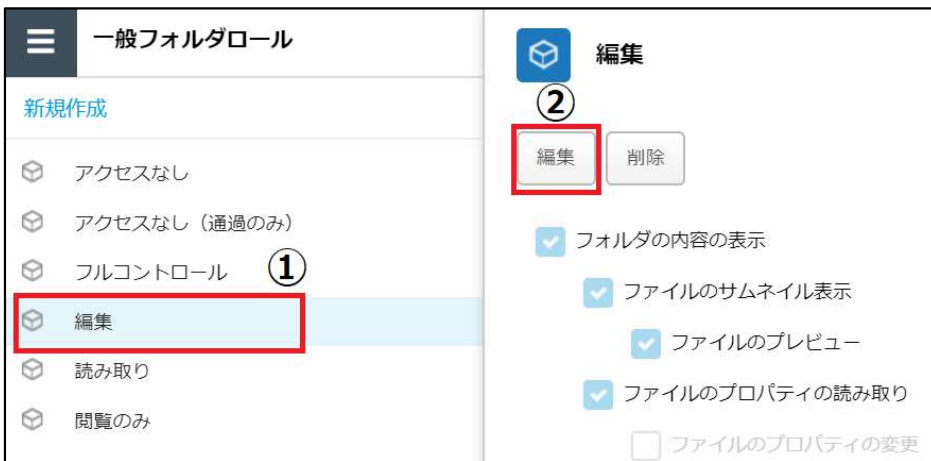 一般フォルダロール
新規作成
アクセスなし
アクセスなし（通過のみ）
フルコントロール
①
編集
読み取り
閲覧のみ
編集
②
編集
削除
フォルダの内容の表示
ファイルのサムネイル表示
ファイルのプレビュー
ファイルのプロパティの読み取り
ファイルのプロパティの変更